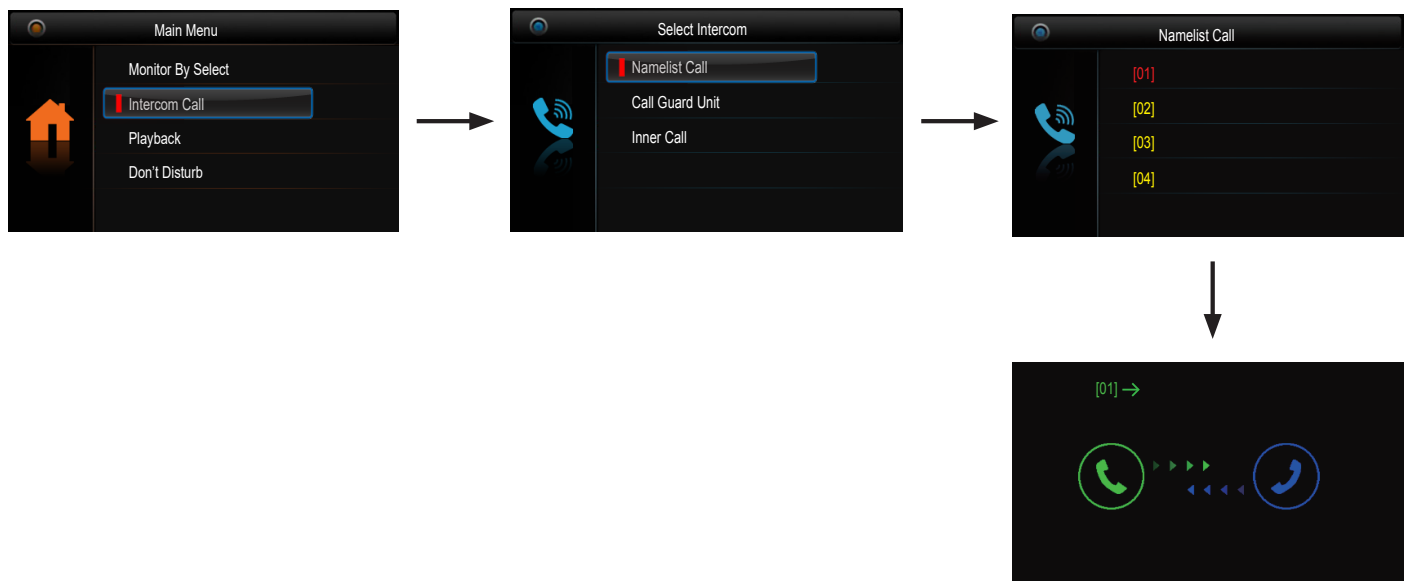 Main Menu
Monitor By Select
Intercom Call
Playback
Don't Disturb
Select Intercom
Namelist Call
Call Guard Unit
Inner Call
Namelist Call
[01]
[02]
[03]
[04]
[01] →